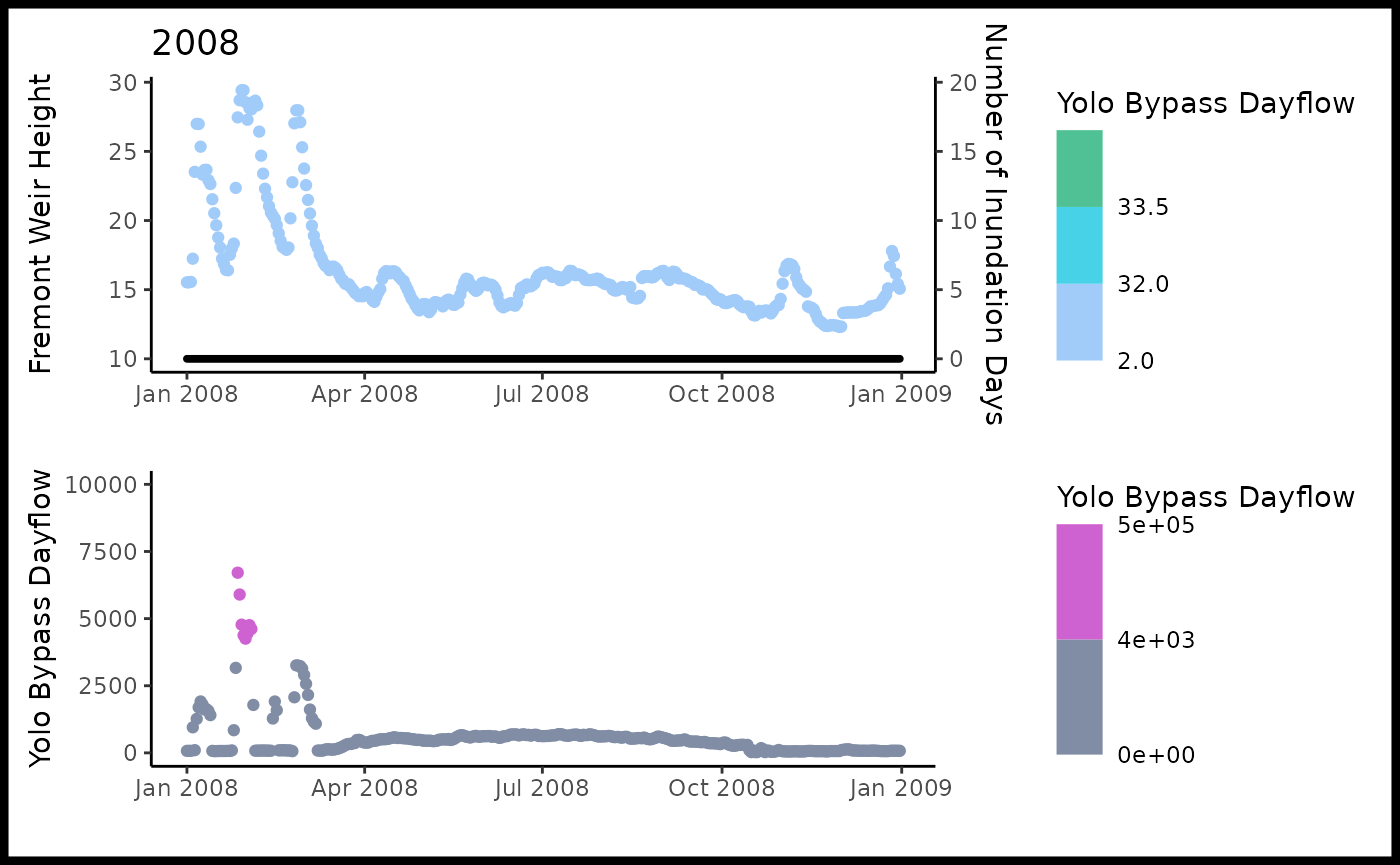 2008
Fremont Weir Height
30
25
20
15
10
20
15
10
5
0
Number of Inundation Days
Jan 2008 Apr 2008 Jul 2008 Oct 2008 Jan 2009
Yolo Bypass Dayflow
33.5
32.0
2.0
Yolo Bypass Dayflow
10000
7500
5000
2500
0
Jan 2008 Apr 2008 Jul 2008 Oct 2008 Jan 2009
Yolo Bypass Dayflow
5e+05
4e+03
0e+00